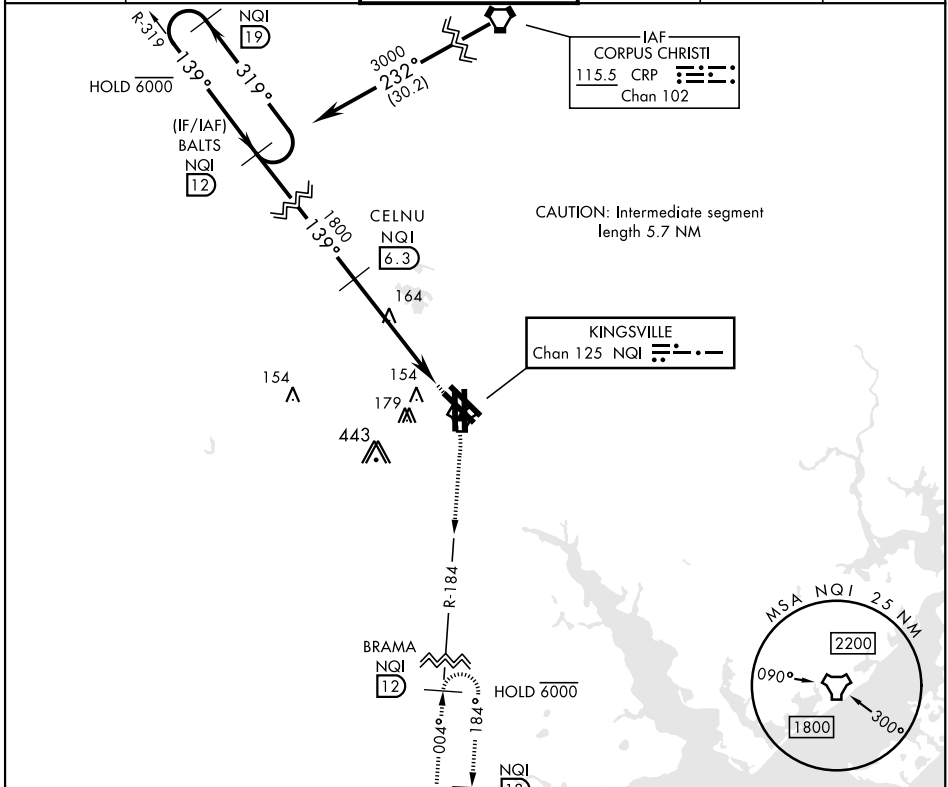 R-319
NQI
19
HOLD 6000
139°
319°
3000
232°
(30.2)
IAF
CORPUS CHRISTI
115.5 CRP
Chan 102
(IF/IAF)
BALTS
NQI
12
1800
139°
CELNU
NQI
6.3
CAUTION: Intermediate segment
length 5.7 NM
164
KINGSVILLE
Chan 125 NQI
154
154
179
443
R-184
BRAMA
NQI
12
HOLD 6000
004°
184°
NQI
MSA NQI 25 NM
2200
090°
1800
300°